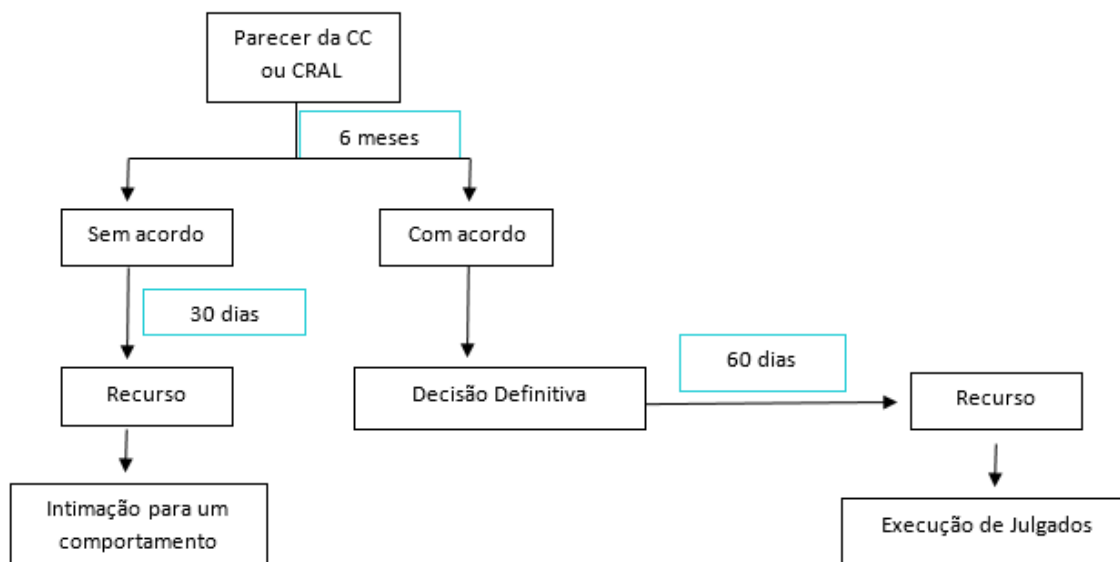 Parecer da CC
ou CRAL
6 meses
Sem acordo
Com acordo
30 dias
60 dias
Recurso
Decisão Definitiva
Recurso
Intimação para um
comportamento
Execução de Julgados